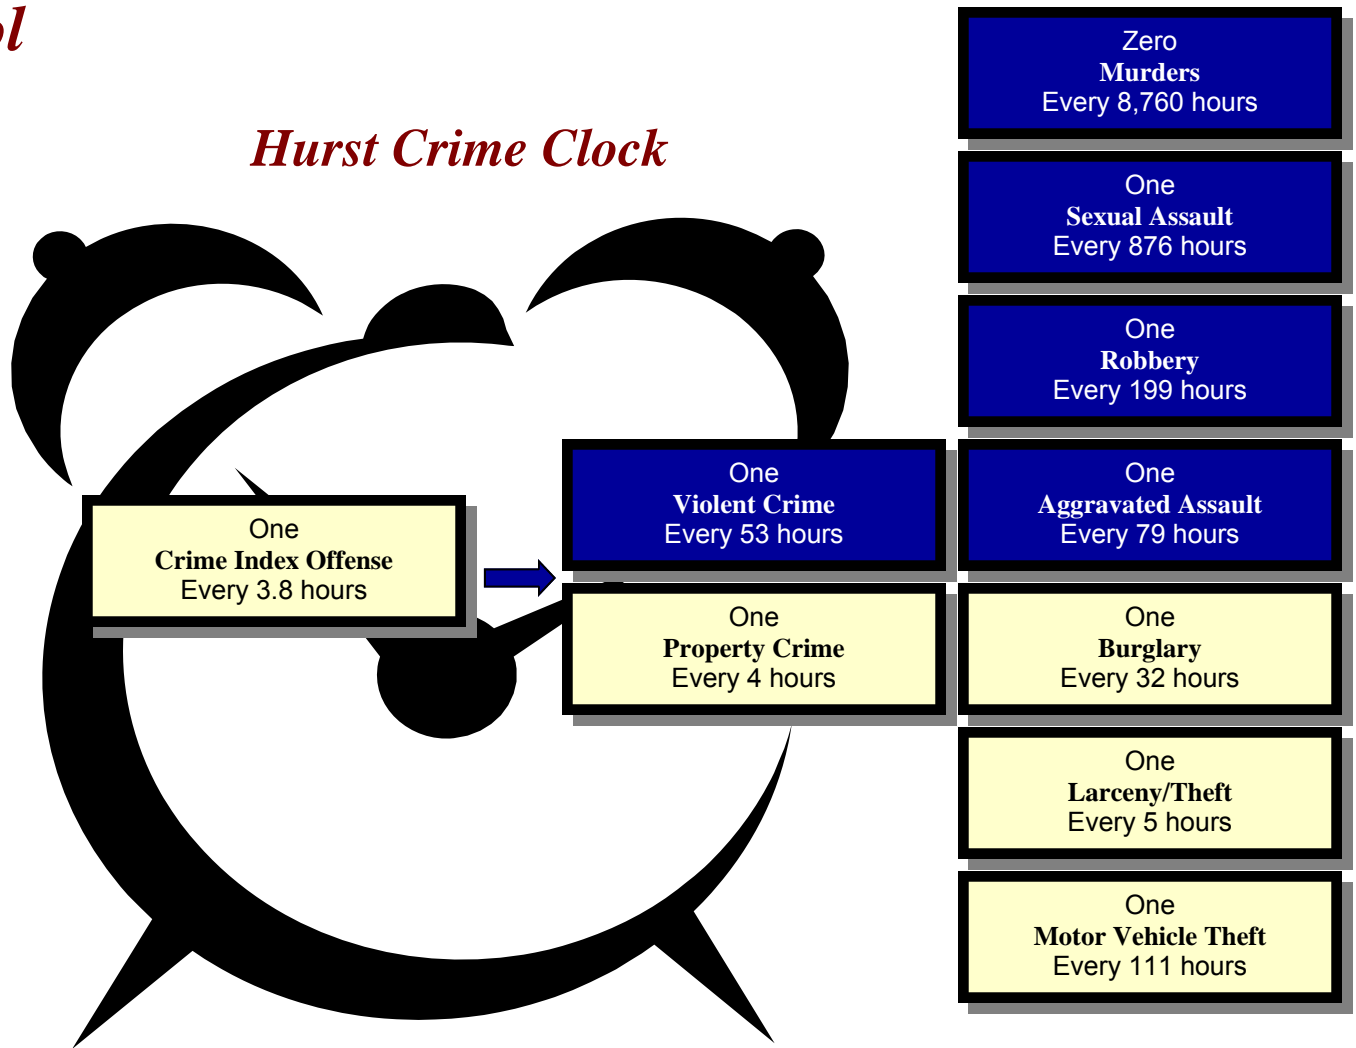 Hurst Crime Clock
Zero
Murders
Every 8,760 hours
One
Sexual Assault
Every 876 hours
One
Robbery
Every 199 hours
One
Crime Index Offense
Every 3.8 hours
One
Violent Crime
Every 53 hours
One
Aggravated Assault
Every 79 hours
One
Property Crime
Every 4 hours
One
Burglary
Every 32 hours
One
Larceny/Theft
Every 5 hours
One
Motor Vehicle Theft
Every 111 hours